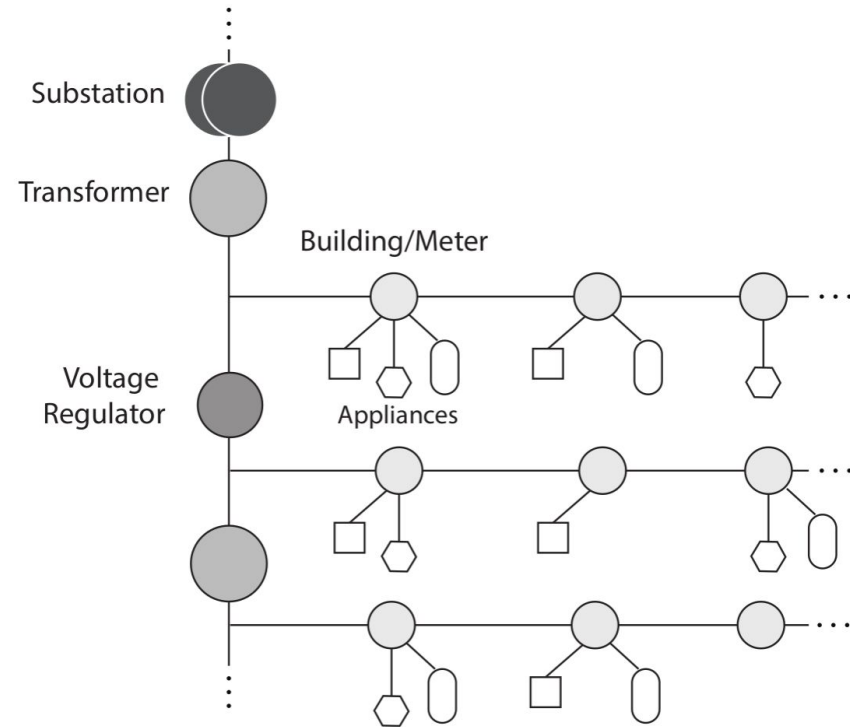 Substation
Transformer
Building/Meter
Voltage
Regulator
Appliances